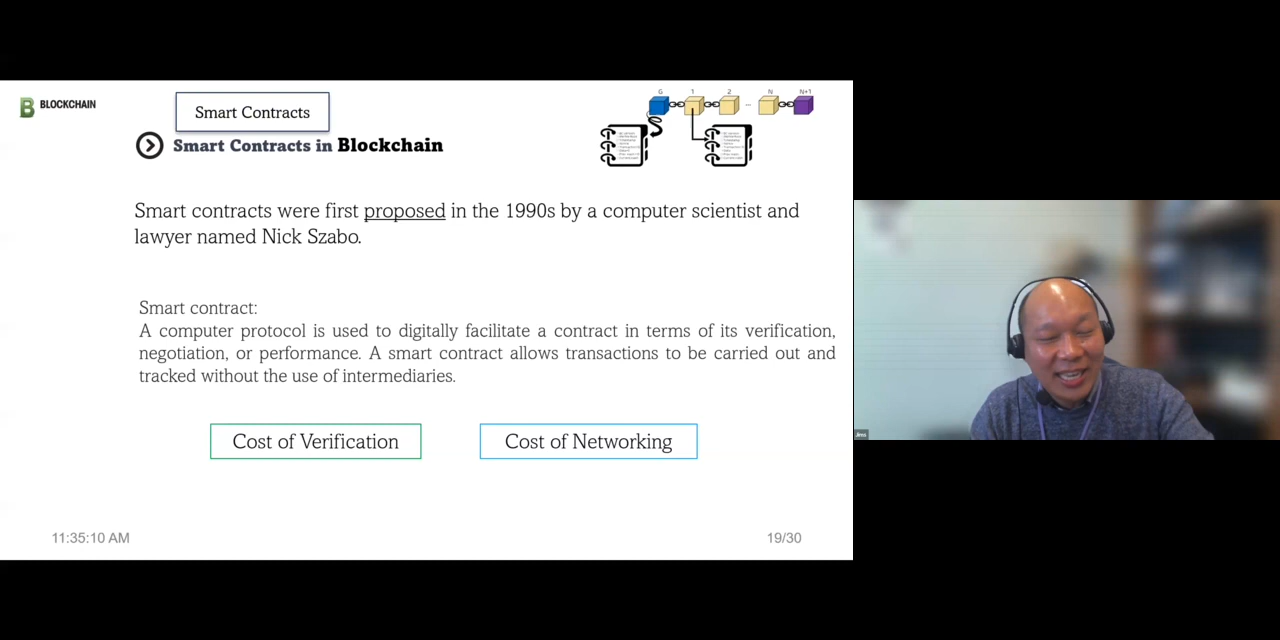 BLOCKCHAIN
Smart Contracts
Smart Contracts in Blockchain
G 1 2 ... N N+1
Smart contracts were first proposed in the 1990s by a computer scientist and
lawyer named Nick Szabo.
Smart contract:
A computer protocol is used to digitally facilitate a contract in terms of its verification,
negotiation, or performance. A smart contract allows transactions to be carried out and
tracked without the use of intermediaries.
Cost of Verification
Cost of Networking
11:35:10 AM
19/30